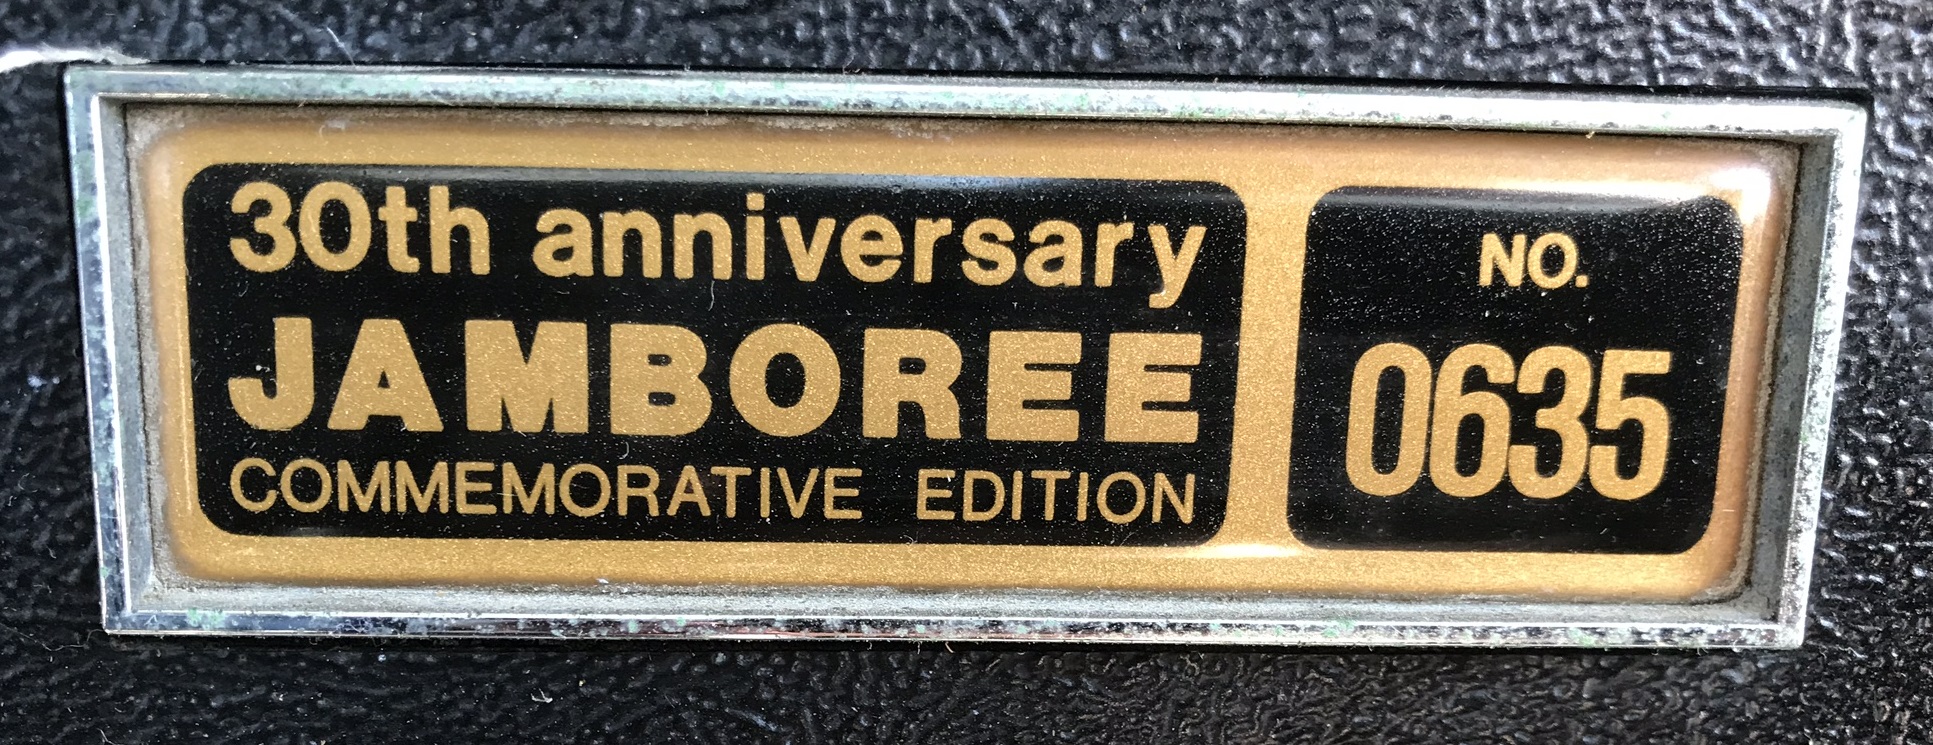 30th anniversary
JAMBOREE
COMMEMORATIVE EDITION
NO.
0635